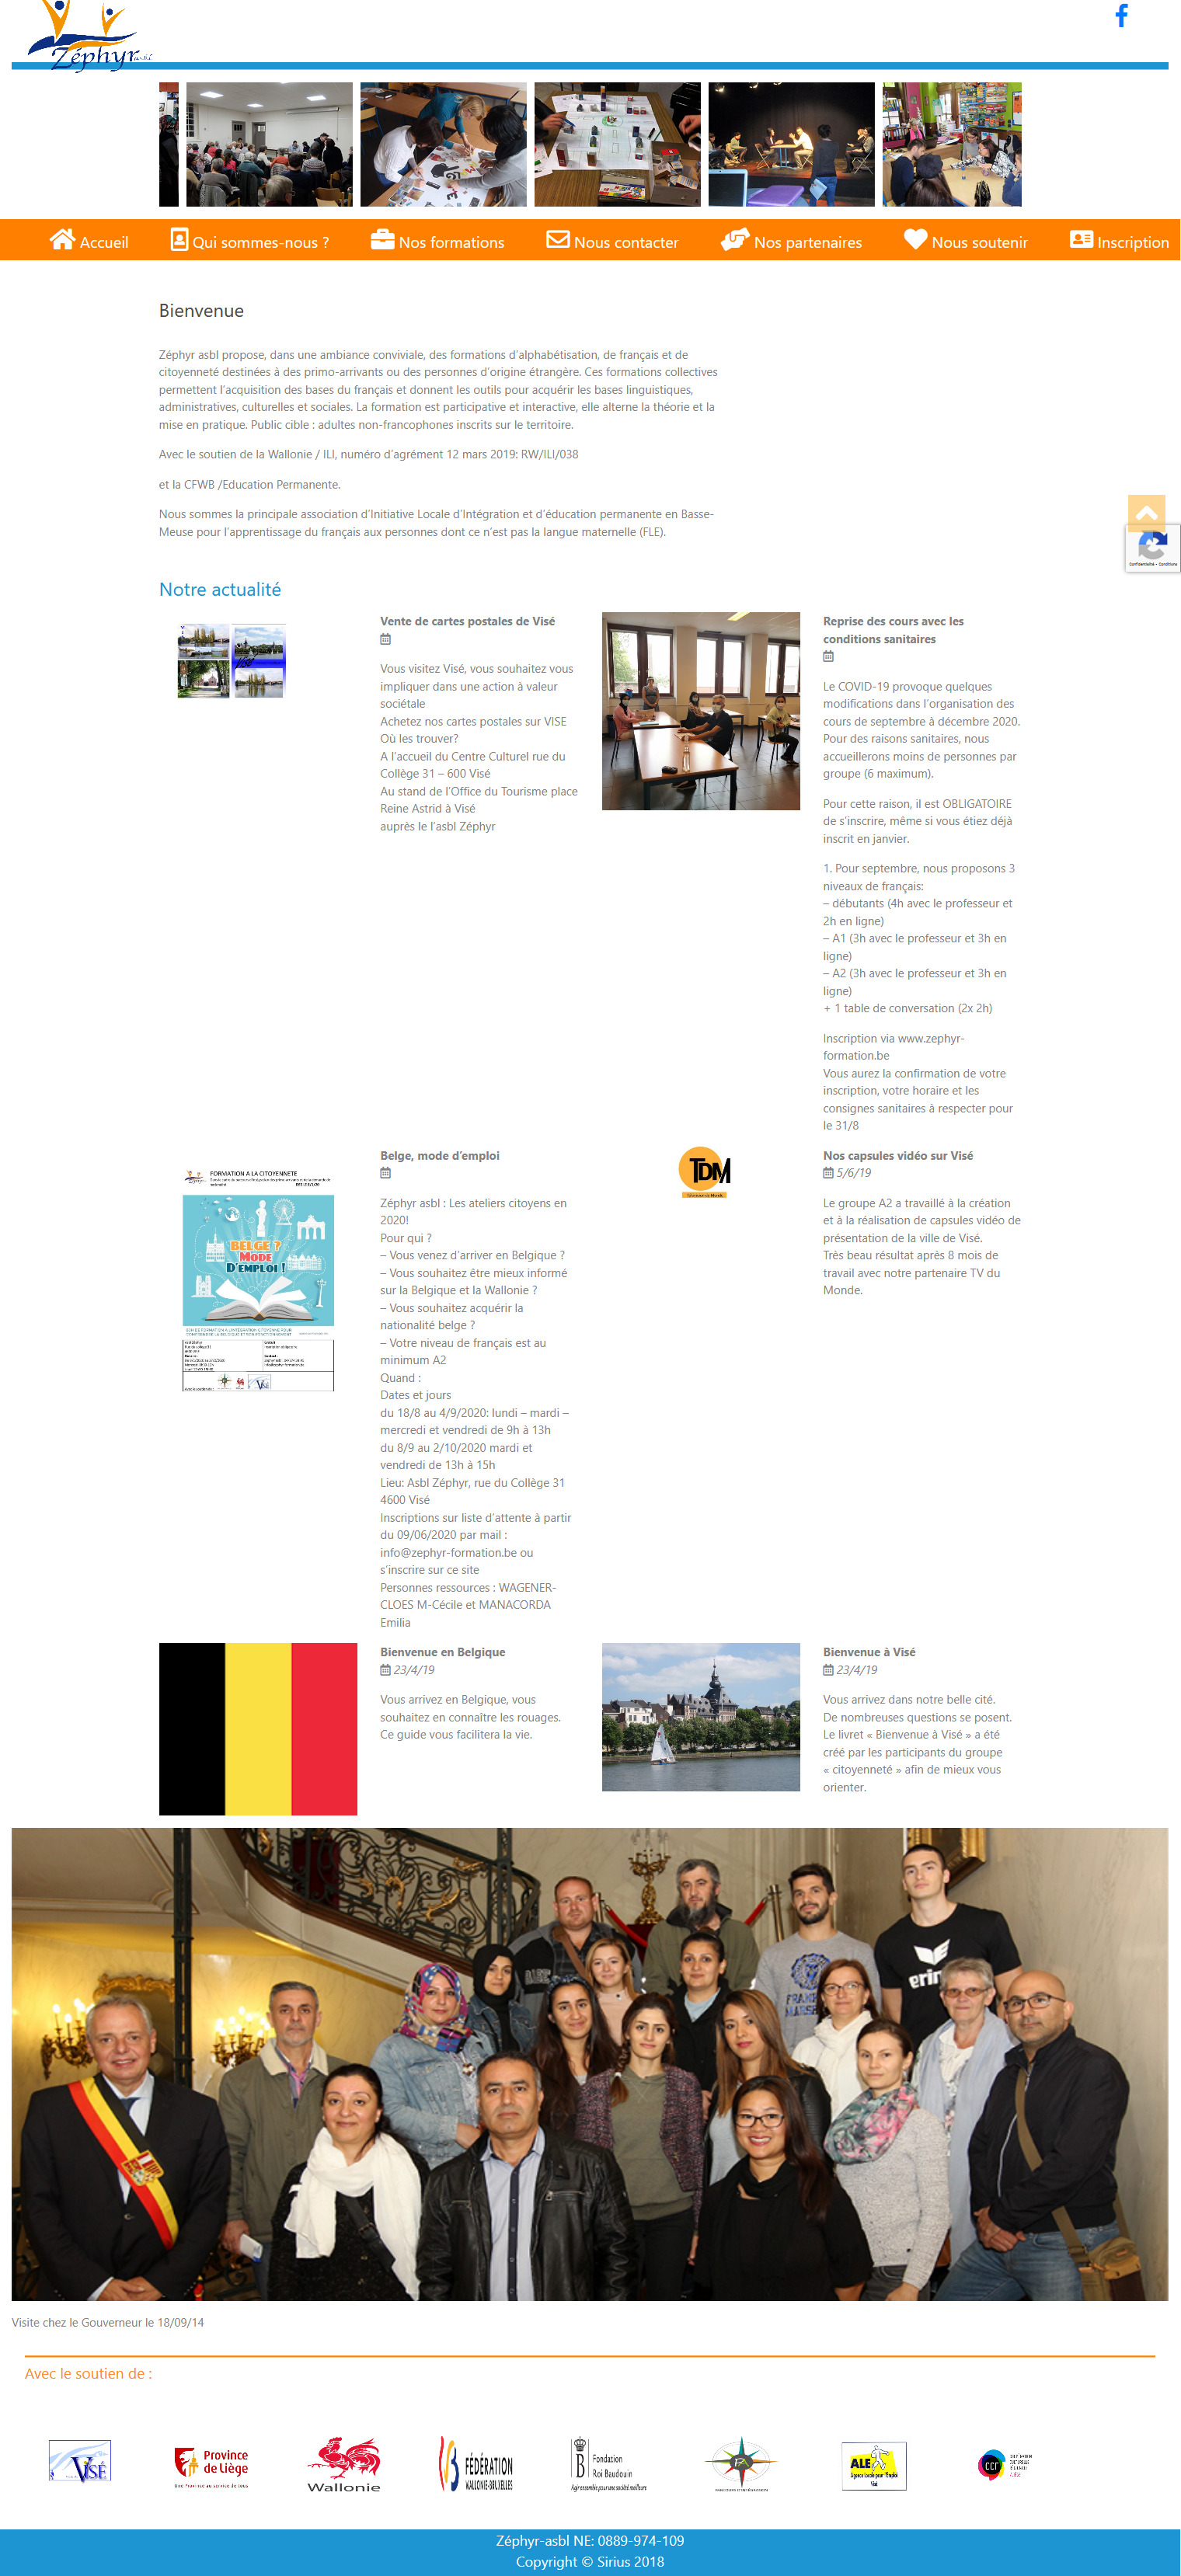 Zéphyr
Accueil
Qui sommes-nous ?
Nos formations
Nous contacter
Nos partenaires
Nous soutenir
Inscription
Bienvenue
Zéphyr asbl propose, dans une ambiance conviviale, des formations d'alphabétisation, de français et de
citoyenneté destinées à des primo-arrivants ou des personnes d'origine étrangère. Ces formations collectives
permettent l'acquisition des bases du français et donnent les outils pour acquérir les bases linguistiques,
administratives, culturelles et sociales. La formation est participative et interactive, elle alterne la théorie et la
mise en pratique. Public cible : adultes non-francophones inscrits sur le territoire.
Avec le soutien de la Wallonie / ILI, numéro d'agrément 12 mars 2019: RW/ILI/038
et la CFWB /Education Permanente.
Nous sommes la principale association d'Initiative Locale d'Intégration et d'éducation permanente en Basse-
Meuse pour l'apprentissage du français aux personnes dont ce n'est pas la langue maternelle (FLE).
Confidentialité - Conditions
Notre actualité
Vente de cartes postales de Visé
Vous visitez Visé, vous souhaitez vous
impliquer dans une action à valeur
sociétale
Achetez nos cartes postales sur VISE
Où les trouver?
A l'accueil du Centre Culturel rue du
Collège 31 – 600 Visé
Au stand de l'Office du Tourisme place
Reine Astrid à Visé
auprès le l'asbl Zéphyr
Reprise des cours avec les
conditions sanitaires
Le COVID-19 provoque quelques
modifications dans l'organisation des
cours de septembre à décembre 2020.
Pour des raisons sanitaires, nous
accueillerons moins de personnes par
groupe (6 maximum).
Pour cette raison, il est OBLIGATOIRE
de s'inscrire, même si vous étiez déjà
inscrit en janvier.
1. Pour septembre, nous proposons 3
niveaux de français:
– débutants (4h avec le professeur et
2h en ligne)
– A1 (3h avec le professeur et 3h en
ligne)
– A2 (3h avec le professeur et 3h en
ligne)
+ 1 table de conversation (2x 2h)
Inscription via www.zephyr-
formation.be
Vous aurez la confirmation de votre
inscription, votre horaire et les
consignes sanitaires à respecter pour
le 31/8
FORMATION A LA CITOYENNETE
BELGE ?
MODE
D'EMPLOI !
Belge, mode d'emploi
Zéphyr asbl : Les ateliers citoyens en
2020!
Pour qui ?
– Vous venez d'arriver en Belgique ?
– Vous souhaitez être mieux informé
sur la Belgique et la Wallonie ?
– Vous souhaitez acquérir la
nationalité belge ?
– Votre niveau de français est au
minimum A2
Quand :
Dates et jours
du 18/8 au 4/9/2020: lundi – mardi –
mercredi et vendredi de 9h à 13h
du 8/9 au 2/10/2020 mardi et
vendredi de 13h à 15h
Lieu: Asbl Zéphyr, rue du Collège 31
4600 Visé
Inscriptions sur liste d'attente à partir
du 09/06/2020 par mail :
info@zephyr-formation.be ou
s'inscrire sur ce site
Personnes ressources : WAGENER-
CLOES M-Cécile et MANACORDA
Emilia
TDM
Nos capsules vidéo sur Visé
5/6/19
Le groupe A2 a travaillé à la création
et à la réalisation de capsules vidéo de
présentation de la ville de Visé.
Très beau résultat après 8 mois de
travail avec notre partenaire TV du
Monde.
Bienvenue en Belgique
23/4/19
Vous arrivez en Belgique, vous
souhaitez en connaître les rouages.
Ce guide vous facilitera la vie.
Bienvenue à Visé
23/4/19
Vous arrivez dans notre belle cité.
De nombreuses questions se posent.
Le livret « Bienvenue à Visé » a été
créé par les participants du groupe
« citoyenneté » afin de mieux vous
orienter.
Visite chez le Gouverneur le 18/09/14
Avec le soutien de :
VISÉ
Province
de Liège
Wallonie
FÉDÉRATION
WALLONIE-BRUXELLES
Fondation
Roi Baudouin
Agir ensemble pour une société meilleure
ALE
Agence locale pour l'Emploi
Visé
ccr
Zéphyr-asbl NE: 0889-974-109
Copyright © Sirius 2018